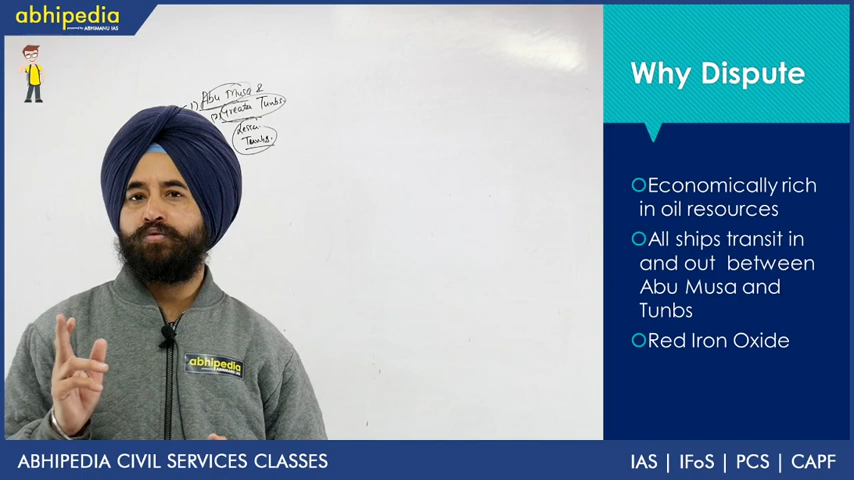 abhipedia
powered by ABHIMANU IAS
1) Abu Musa &
Greater Tunbs.
Lesser
Tunbs.
abhipedia
Why Dispute
Economically rich
in oil resources
All ships transit in
and out between
Abu Musa and
Tunbs
Red Iron Oxide
ABHIPEDIA CIVIL SERVICES CLASSES
IAS | IFoS | PCS | CAPF